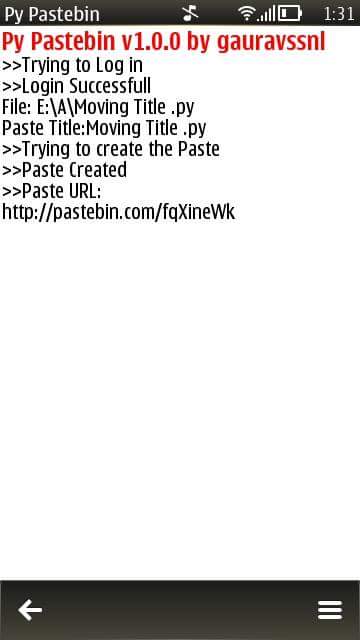 Py Pastebin 1:31
Py Pastebin v1.0.0 by gauravssnl
>>Trying to Log in
>>Login Successfull
File: E:\A\Moving Title .py
Paste Title:Moving Title .py
>>Trying to create the Paste
>>Paste Created
>>Paste URL:
http://pastebin.com/fqXineWk